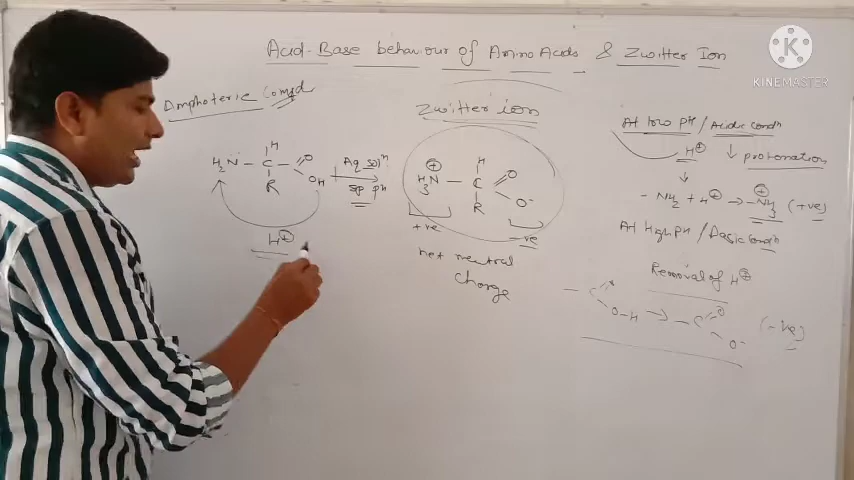 Acid-Base behaviour of Amino Acids & Zwitter Ion
Amphoteric Compd
H2N - C - C = O
H
R
OH
H⊕
Aq soln
sp pH
Zwitter ion
⊕
H3N - C - C = O
H
R
O-
+ve
-ve
net neutral
charge
At low pH / Acidic condn
H⊕ ↓ protonation
- NH2 + H⊕ → -NH3⊕ (+ve)
At High pH / Basic condn
Removal of H⊕
- C = O
O-H → - C = O
O-
(-ve)
KINEMASTER